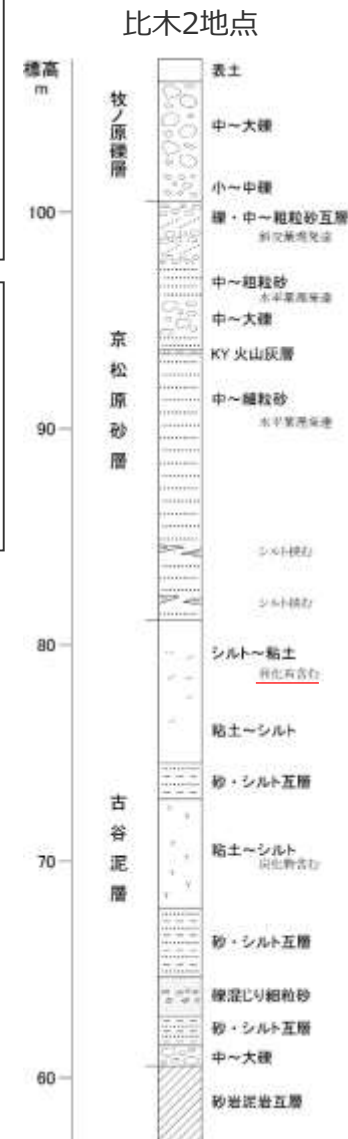 比木2地点
標高
m
表土
牧ノ原礫層
中〜大礫
小〜中礫
100
礫・中〜粗粒砂互層
斜交葉理発達
中〜粗粒砂
水平葉理発達
中〜大礫
KY 火山灰層
京松原砂層
中〜細粒砂
90
水平葉理発達
シルト挟む
シルト挟む
80
シルト〜粘土
貝化石含む
粘土〜シルト
砂・シルト互層
古谷泥層
粘土〜シルト
70
炭化物含む
砂・シルト互層
礫混じり細粒砂
砂・シルト互層
中〜大礫
60
砂岩泥岩互層